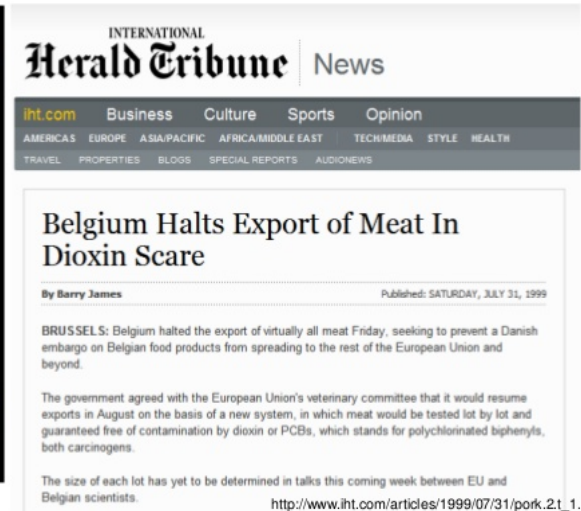 INTERNATIONAL
Herald Tribune News
iht.com Business Culture Sports Opinion
AMERICAS EUROPE ASIA/PACIFIC AFRICA/MIDDLE EAST TECH/MEDIA STYLE HEALTH
TRAVEL PROPERTIES BLOGS SPECIAL REPORTS AUDIONEWS
Belgium Halts Export of Meat In
Dioxin Scare
By Barry James Published: SATURDAY, JULY 31, 1999
BRUSSELS: Belgium halted the export of virtually all meat Friday, seeking to prevent a Danish
embargo on Belgian food products from spreading to the rest of the European Union and
beyond.
The government agreed with the European Union's veterinary committee that it would resume
exports in August on the basis of a new system, in which meat would be tested lot by lot and
guaranteed free of contamination by dioxin or PCBs, which stands for polychlorinated biphenyls,
both carcinogens.
The size of each lot has yet to be determined in talks this coming week between EU and
Belgian scientists.
http://www.iht.com/articles/1999/07/31/pork.2.t_1.